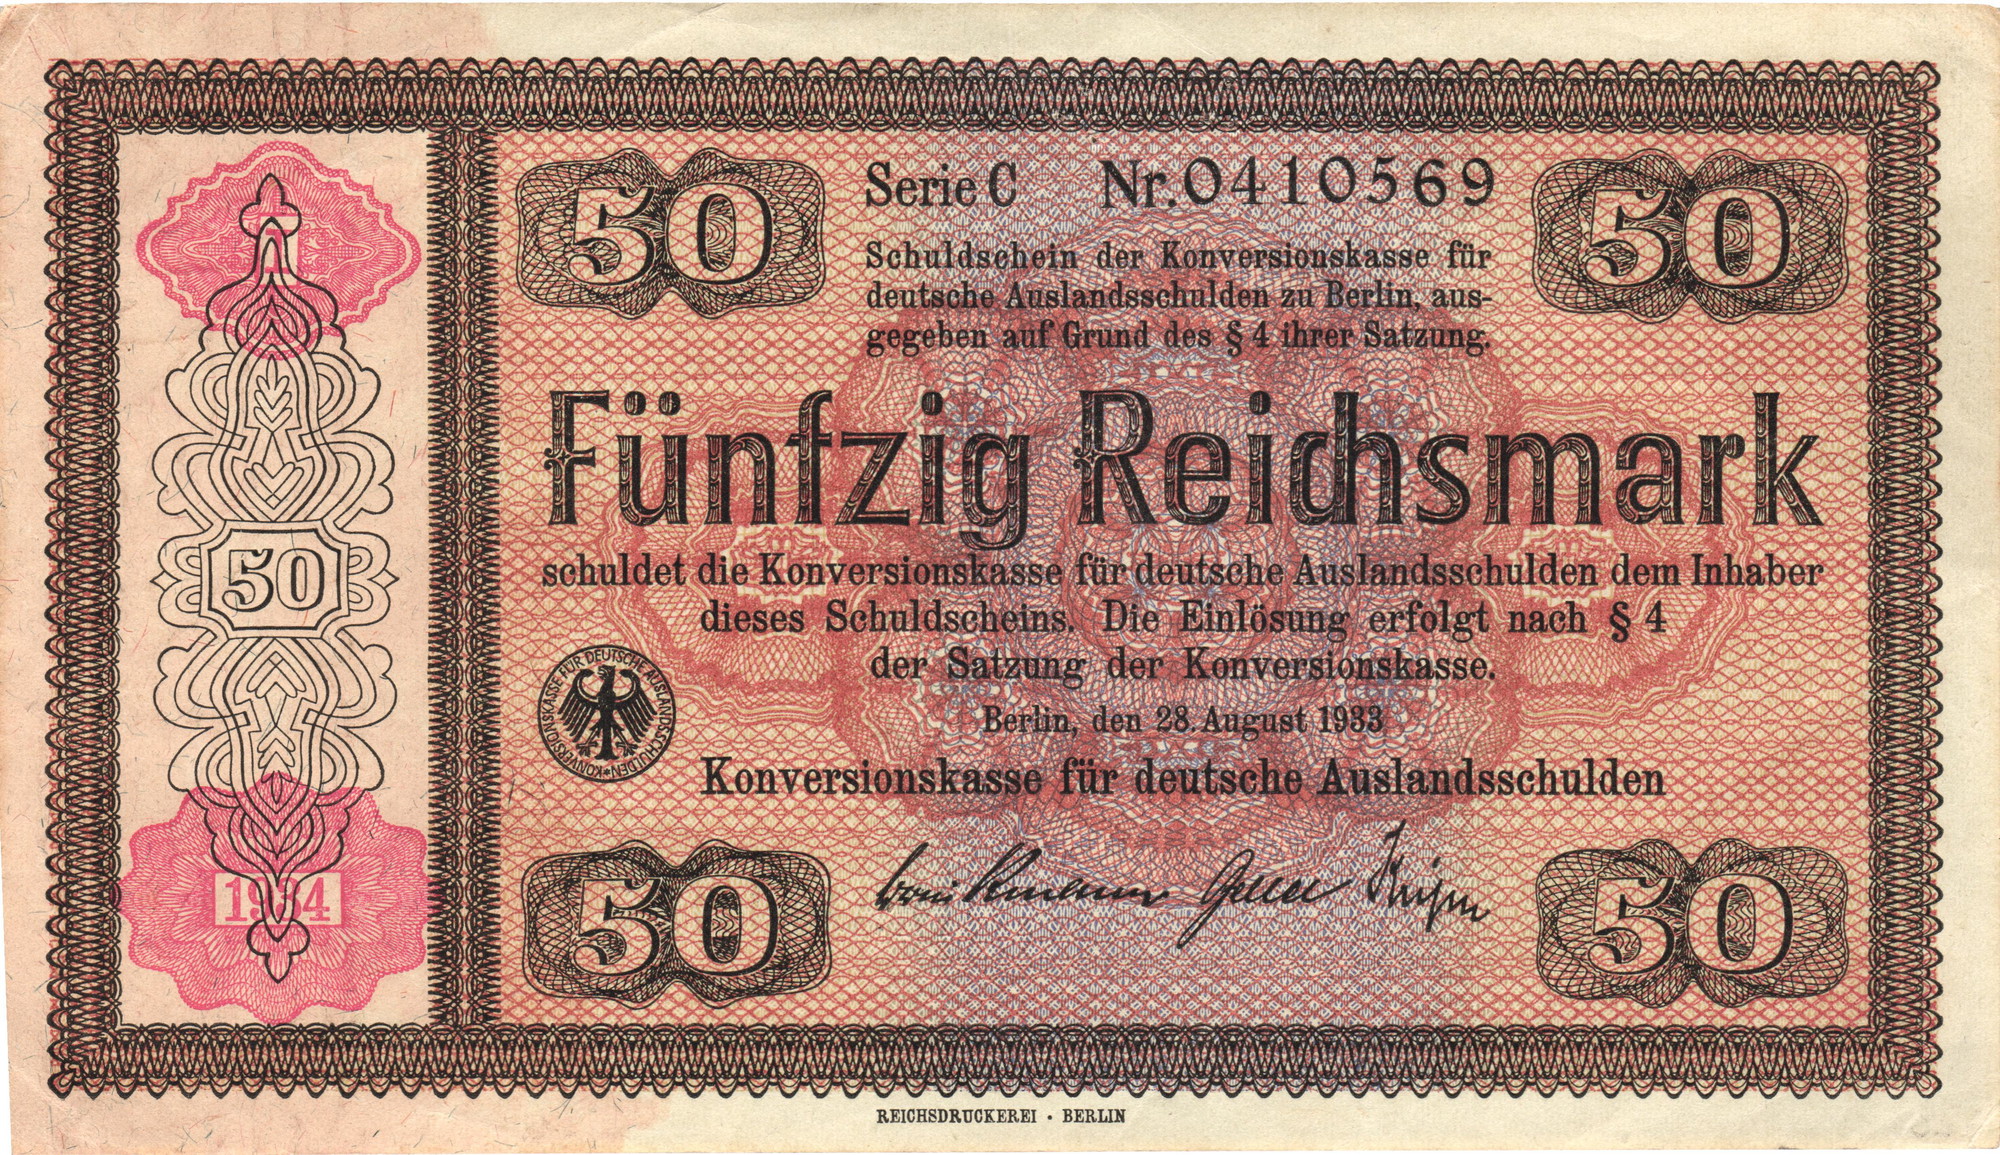 50
Serie C Nr. 0410569
50
Schuldschein der Konversionskasse für
deutsche Auslandsschulden zu Berlin, aus-
gegeben auf Grund des § 4 ihrer Satzung.
Fünfzig Reichsmark
50
schuldet die Konversionskasse für deutsche Auslandsschulden dem Inhaber
dieses Schuldscheins. Die Einlösung erfolgt nach § 4
der Satzung der Konversionskasse.
KONVERSIONSKASSE FÜR DEUTSCHE AUSLANDSSCHULDEN *
Berlin, den 28. August 1933
Konversionskasse für deutsche Auslandsschulden
1934
50
50
REICHSDRUCKEREI · BERLIN